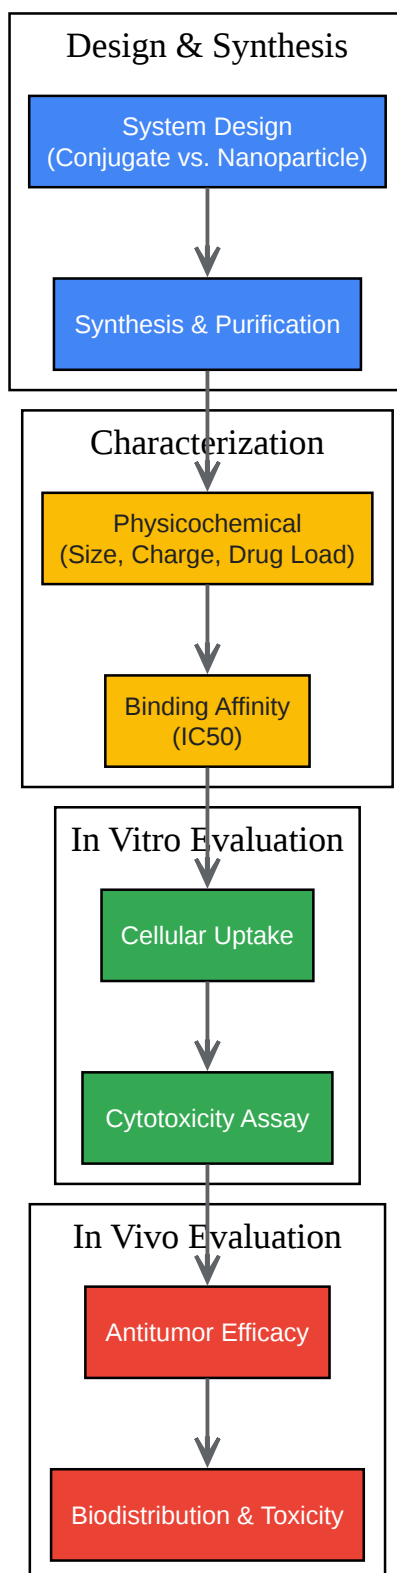 Design & Synthesis
System Design
(Conjugate vs. Nanoparticle)
Synthesis & Purification
Characterization
Physicochemical
(Size, Charge, Drug Load)
Binding Affinity
(IC50)
In Vitro Evaluation
Cellular Uptake
Cytotoxicity Assay
In Vivo Evaluation
Antitumor Efficacy
Biodistribution & Toxicity